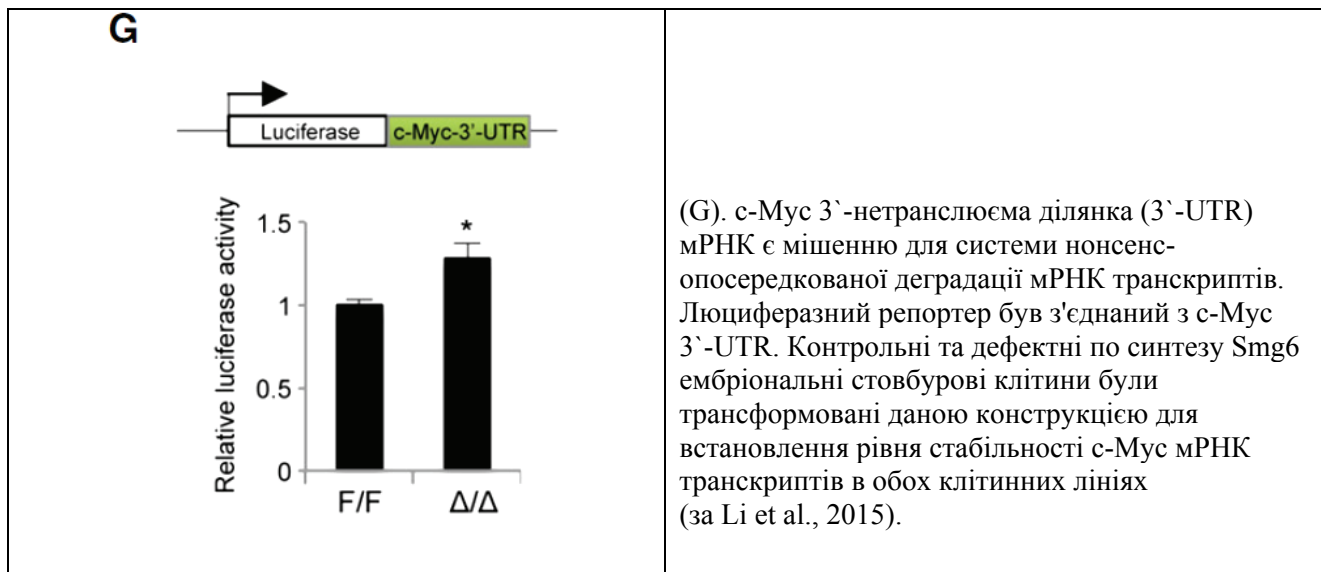 G
Luciferase c-Myc-3'-UTR
Relative luciferase activity
1.5
*
1
0.5
0
F/F Δ/Δ
(G). c-Myc 3`-нетранслюєма ділянка (3`-UTR)
мРНК є мішенню для системи нонсенс-
опосередкованої деградації мРНК транскриптів.
Люциферазний репортер був з'єднаний з c-Myc
3`-UTR. Контрольні та дефектні по синтезу Smg6
ембріональні стовбурові клітини були
трансформовані даною конструкцією для
встановлення рівня стабільності c-Myc мРНК
транскриптів в обох клітинних лініях
(за Li et al., 2015).